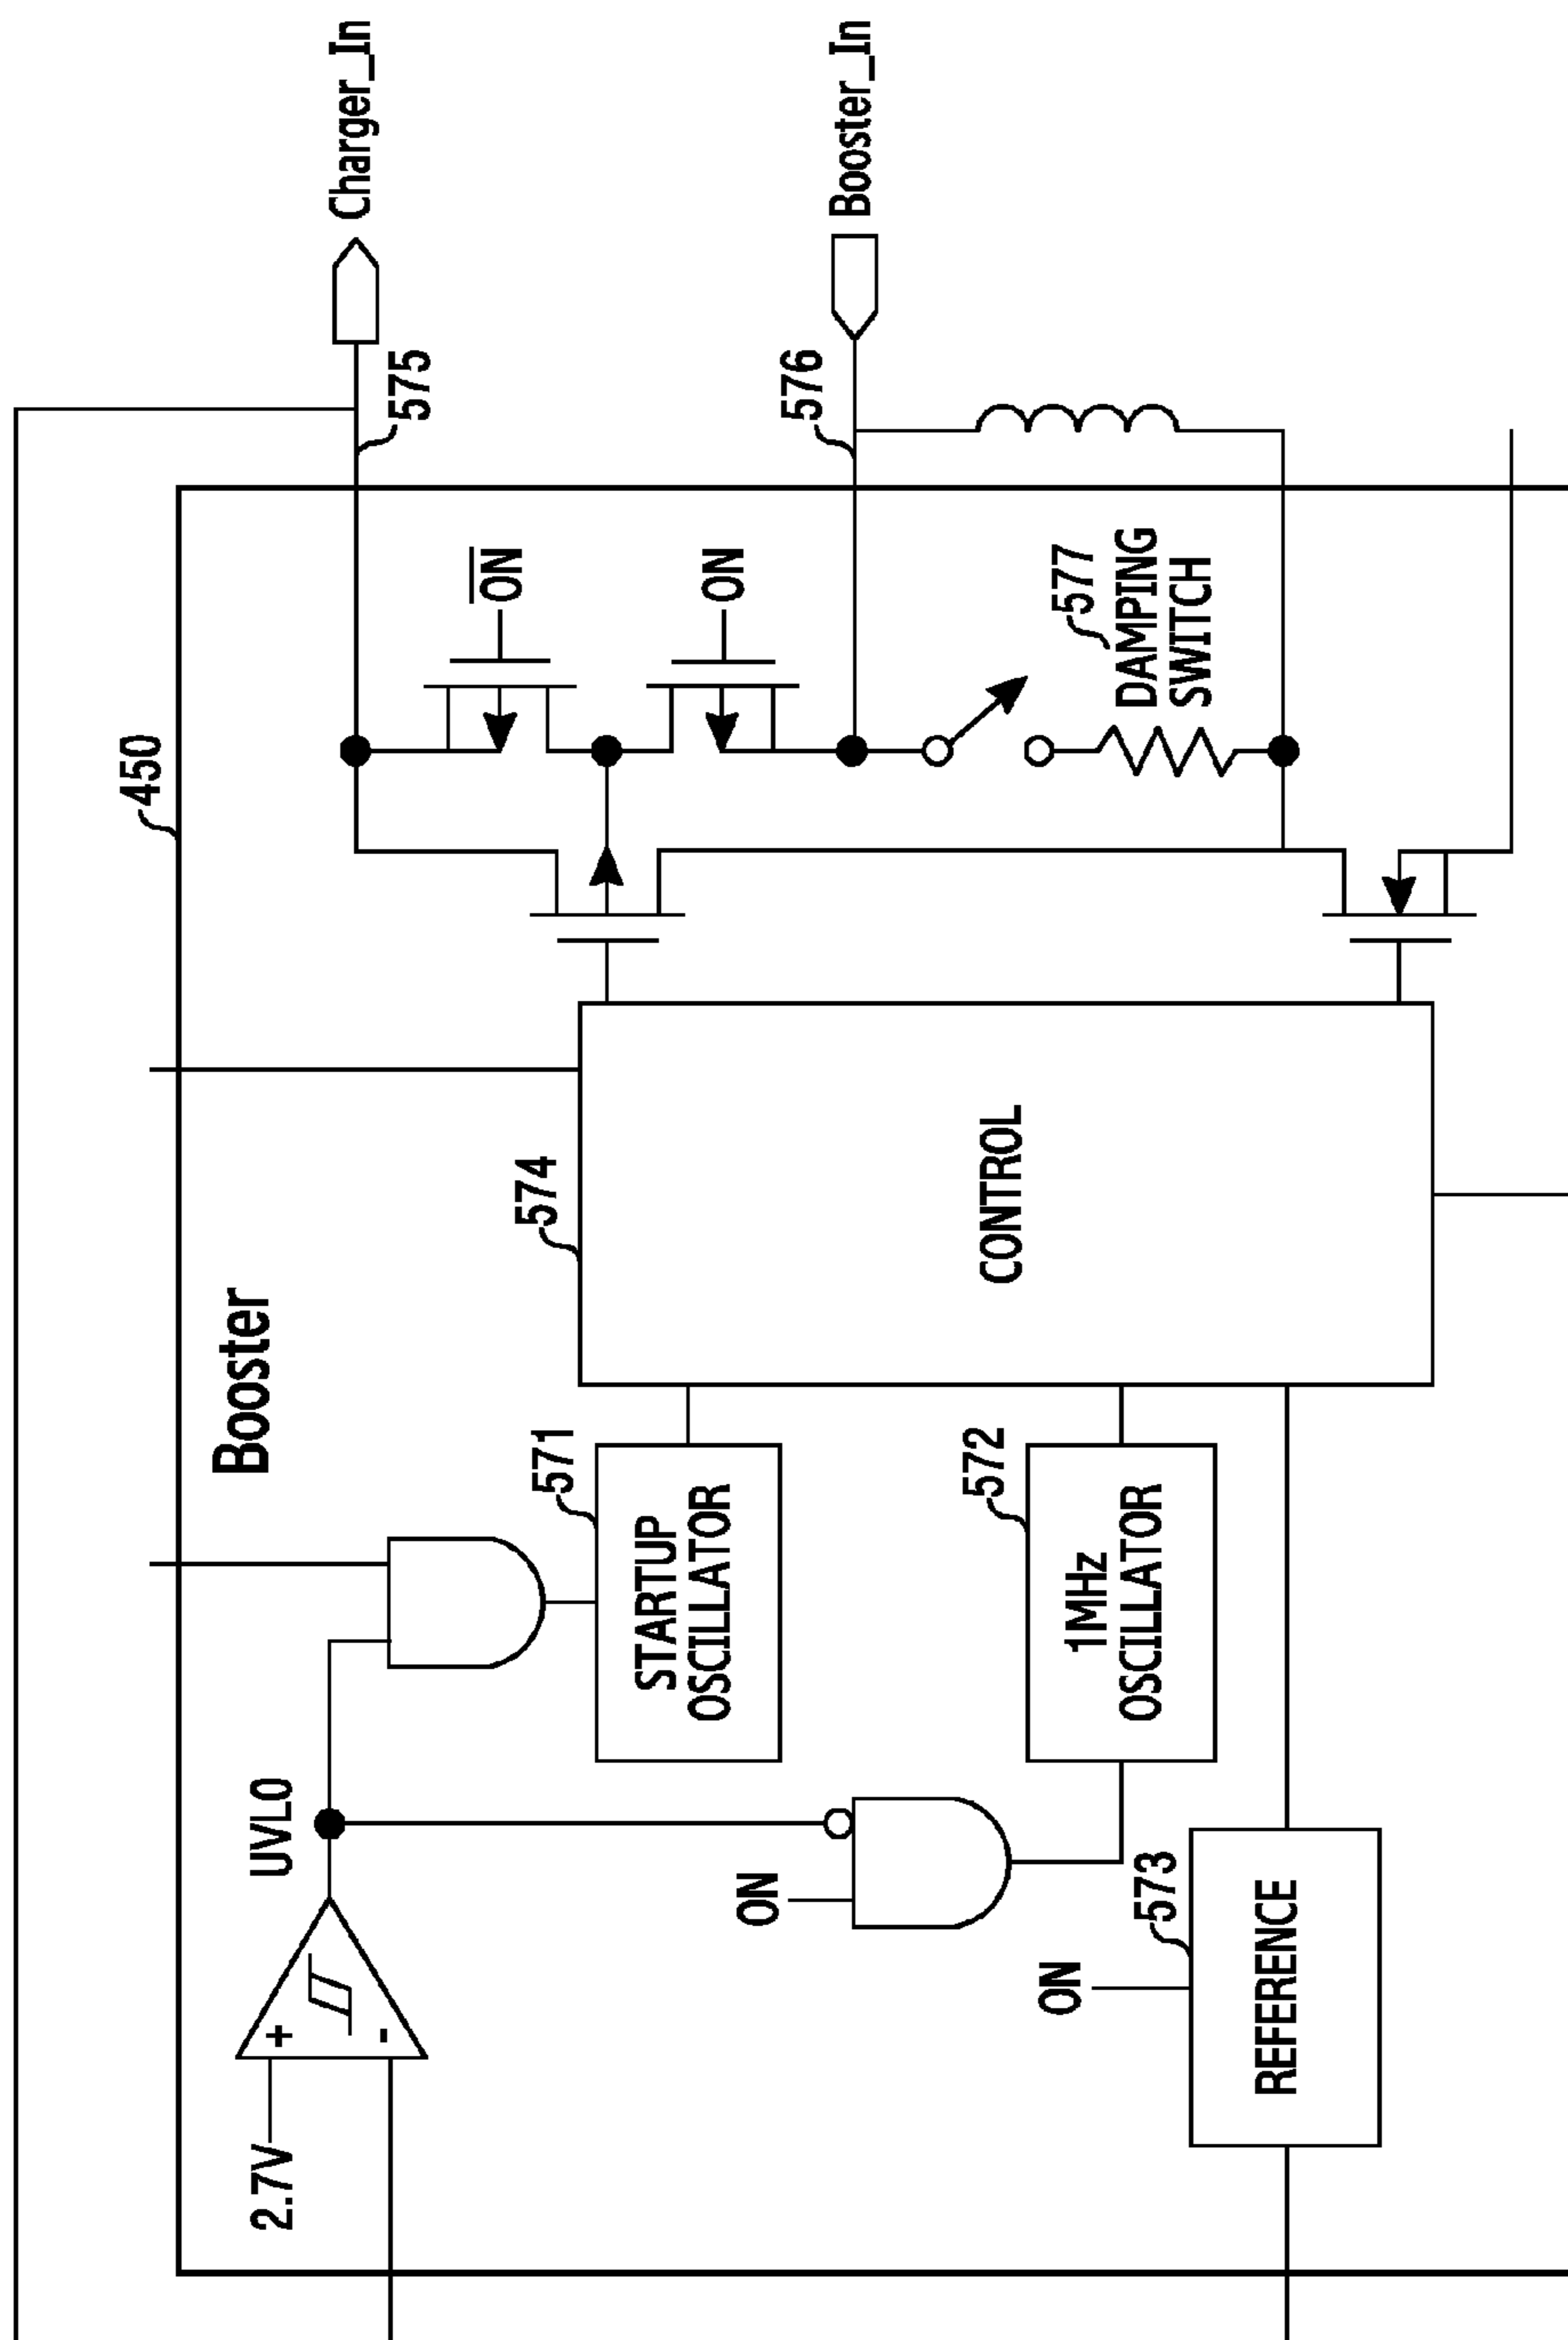 450
Booster
UVLO
2.7V
+
-
571
STARTUP
OSCILLATOR
ON
572
1MHz
OSCILLATOR
ON
573
REFERENCE
574
CONTROL
O̅N̅
ON
577
DAMPING
SWITCH
575
Charger_In
576
Booster_In